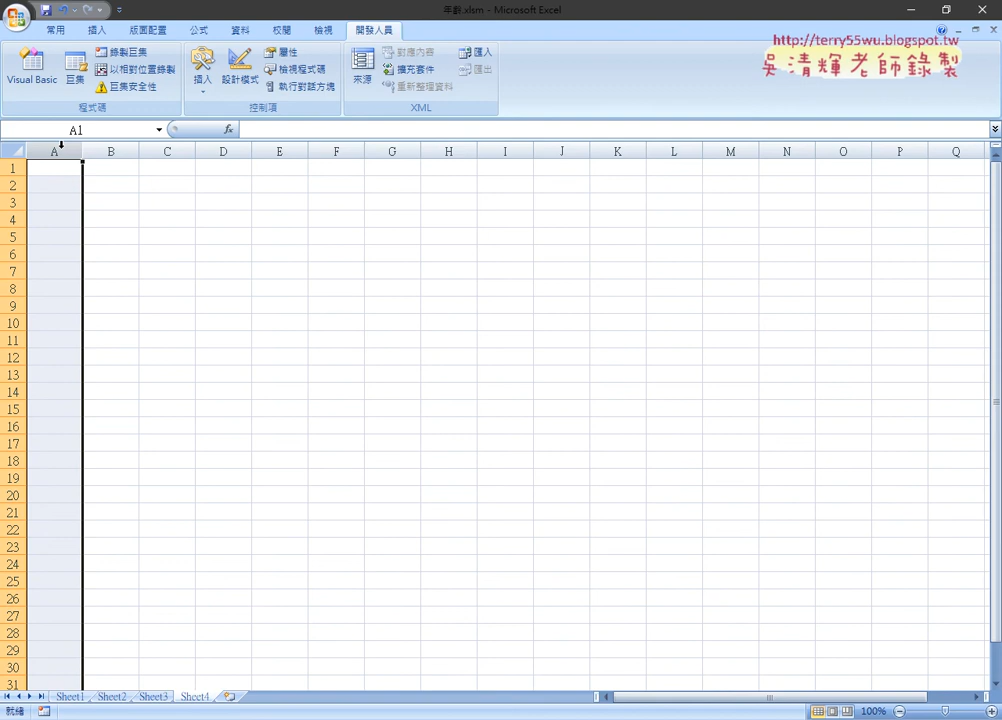 年齡.xlsm - Microsoft Excel
常用 插入 版面配置 公式 資料 校閱 檢視 開發人員
http://terry55wu.blogspot.tw
吳清輝老師錄製
Visual Basic 巨集 錄製巨集 以相對位置錄製 巨集安全性
插入 設計模式 屬性 檢視程式碼 執行對話方塊
來源 對應內容 擴充套件 重新整理資料 匯入 匯出
程式碼 控制項 XML
A1 fx
A B C D E F G H I J K L M N O P Q
1
2
3
4
5
6
7
8
9
10
11
12
13
14
15
16
17
18
19
20
21
22
23
24
25
26
27
28
29
30
31
Sheet1 Sheet2 Sheet3 Sheet4
就緒 100%